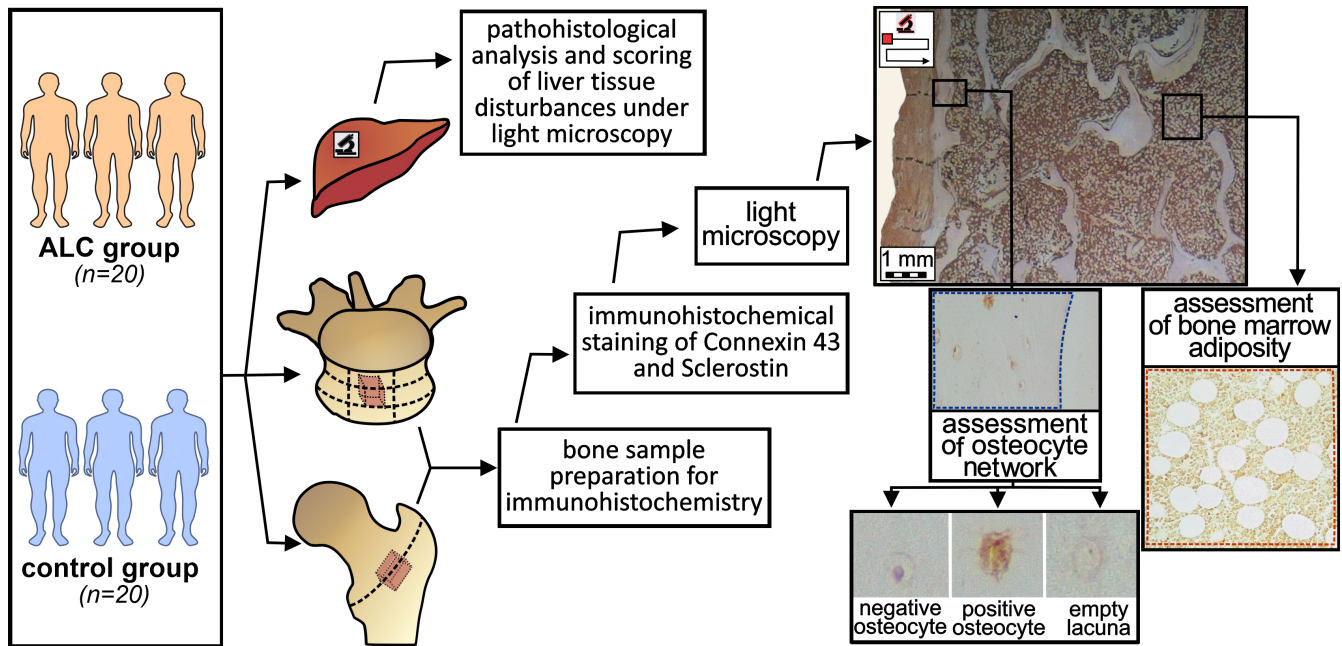 ALC group
(n=20)
control group
(n=20)
pathohistological
analysis and scoring
of liver tissue
disturbances under
light microscopy
bone sample
preparation for
immunohistochemistry
immunohistochemical
staining of Connexin 43
and Sclerostin
light
microscopy
1 mm
assessment
of osteocyte
network
negative
osteocyte
positive
osteocyte
empty
lacuna
assessment
of bone marrow
adiposity